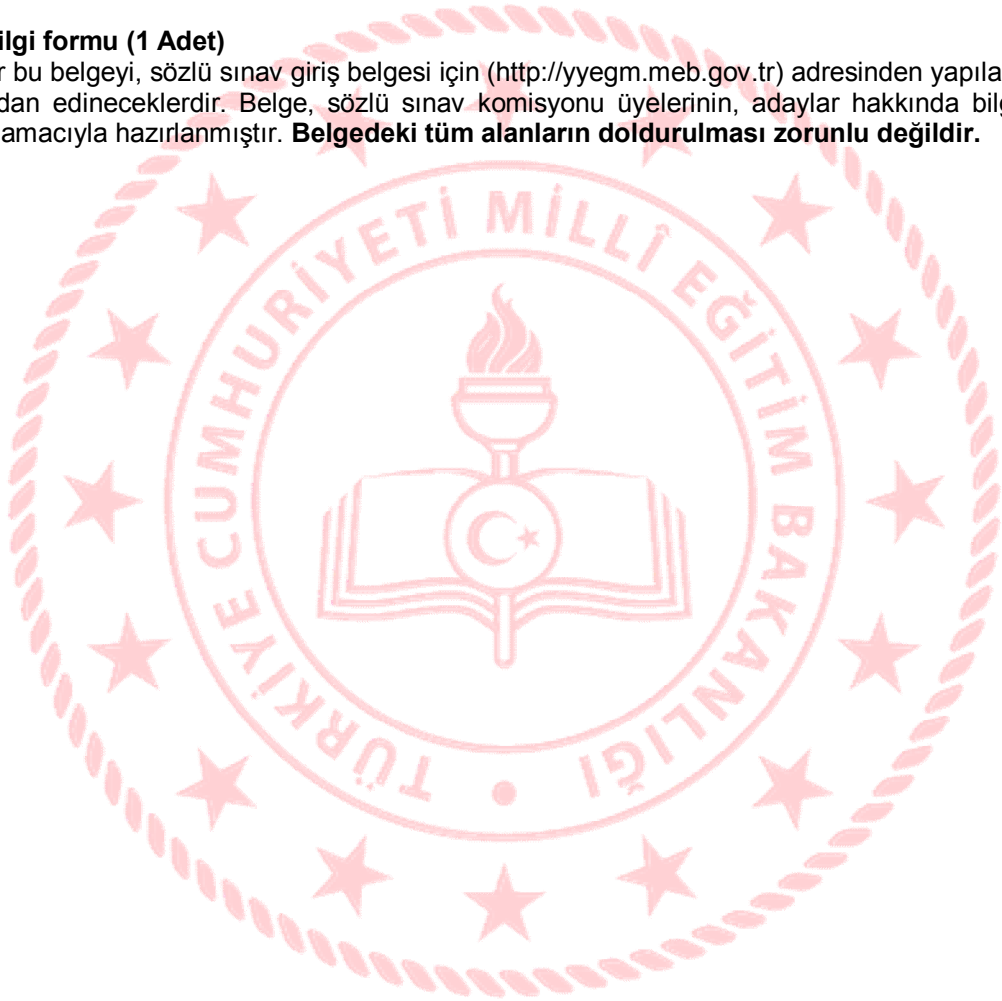 ilgi formu (1 Adet)
r bu belgeyi, sözlü sınav giriş belgesi için (http://yyegm.meb.gov.tr) adresinden yapıla
dan edineceklerdir. Belge, sözlü sınav komisyonu üyelerinin, adaylar hakkında bilg
amacıyla hazırlanmıştır. Belgedeki tüm alanların doldurulması zorunlu değildir.
TÜRKİYE CUMHURİYETİ MİLLÎ EĞİTİM BAKANLIĞI